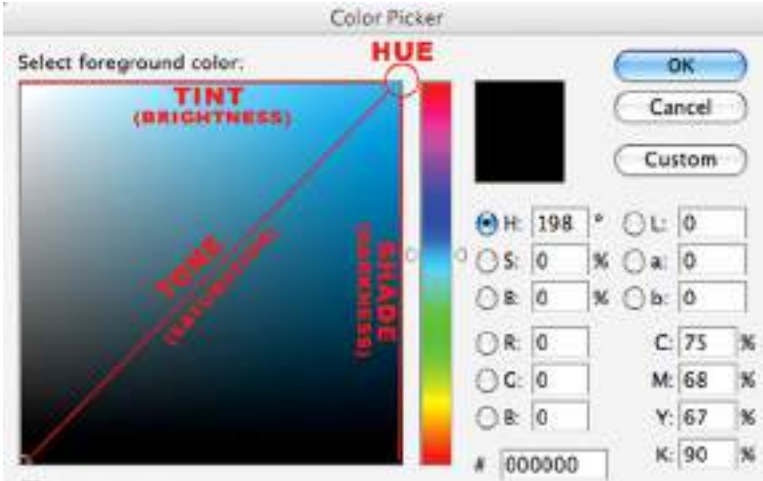 Color Picker
Select foreground color:
HUE
OK
TINT
(BRIGHTNESS)
Cancel
Custom
TONE
(SATURATION)
SHADE
(DARKNESS)
H: 198 ° L: 0
S: 0 % a: 0
B: 0 % b: 0
R: 0 C: 75 %
G: 0 M: 68 %
B: 0 Y: 67 %
# 000000 K: 90 %